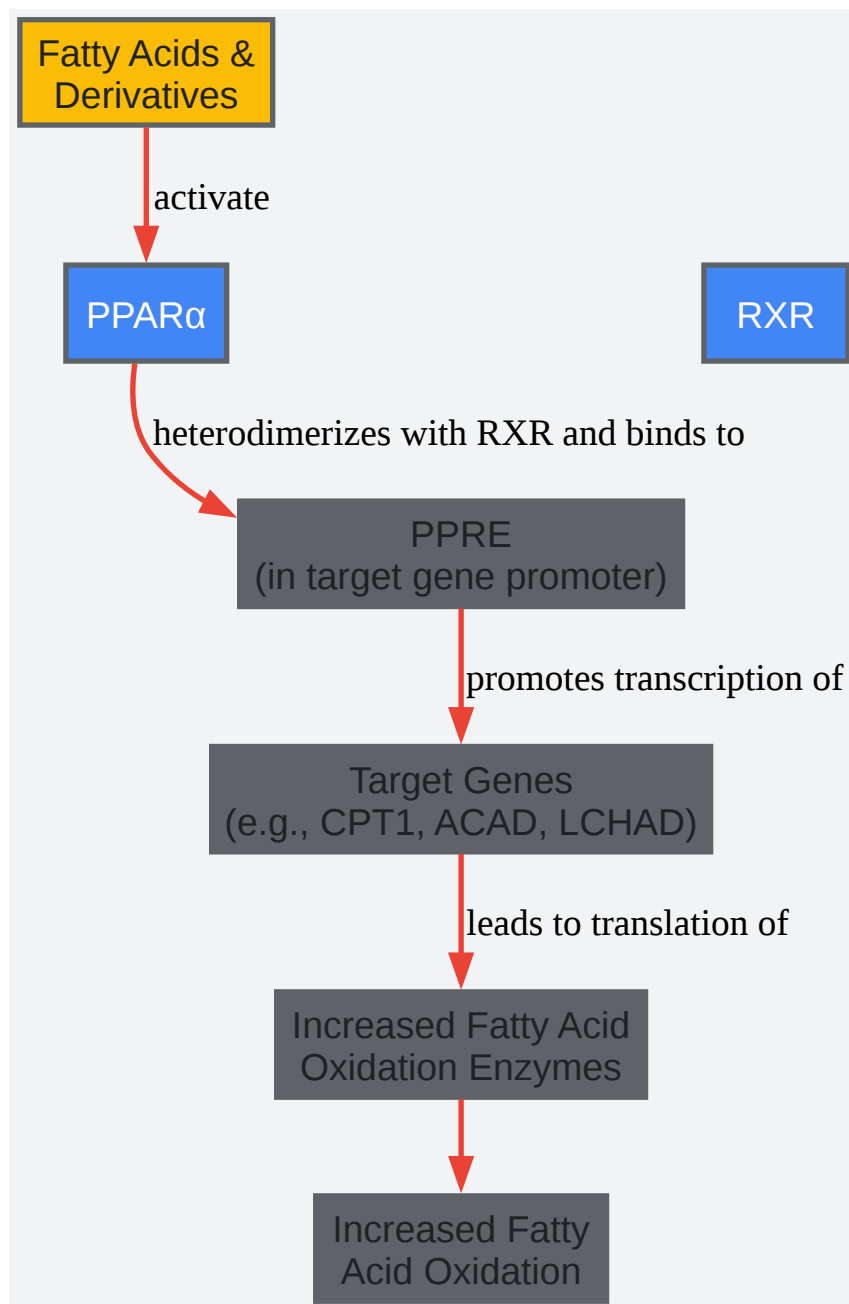 Fatty Acids &
Derivatives
activate
PPARα
RXR
heterodimerizes with RXR and binds to
PPRE
(in target gene promoter)
promotes transcription of
Target Genes
(e.g., CPT1, ACAD, LCHAD)
leads to translation of
Increased Fatty Acid
Oxidation Enzymes
Increased Fatty
Acid Oxidation